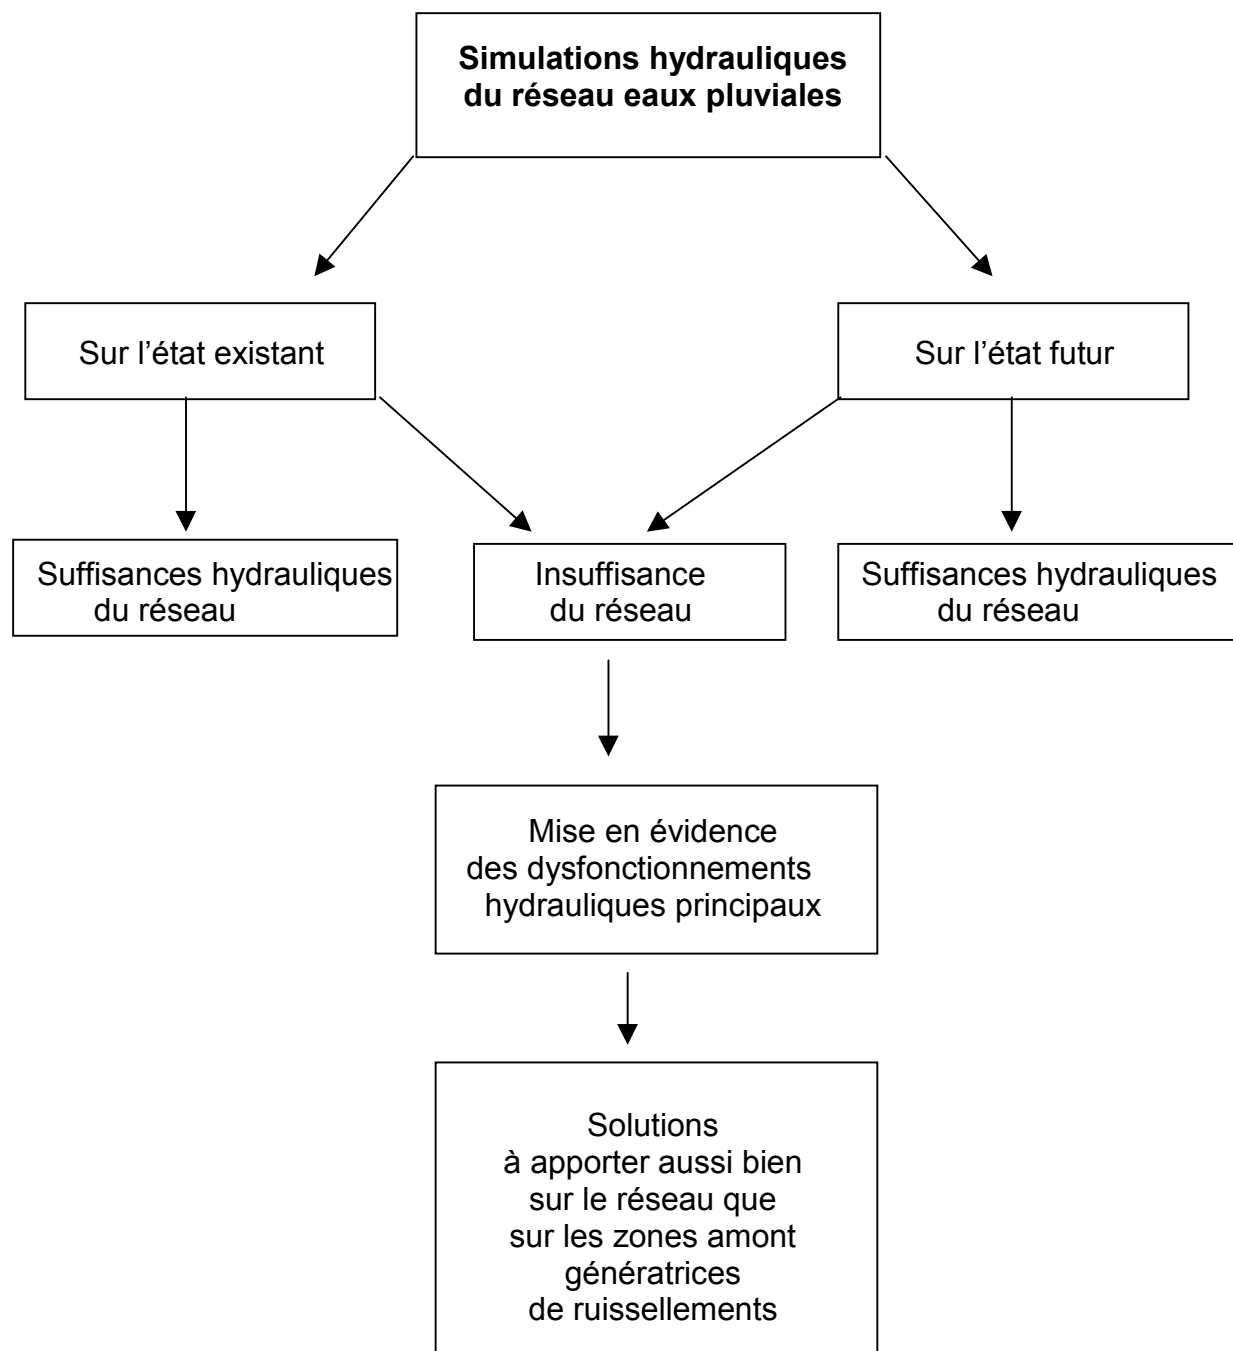 Simulations hydrauliques
du réseau eaux pluviales
Sur l’état existant
Sur l’état futur
Suffisances hydrauliques
du réseau
Insuffisance
du réseau
Suffisances hydrauliques
du réseau
Mise en évidence
des dysfonctionnements
hydrauliques principaux
Solutions
à apporter aussi bien
sur le réseau que
sur les zones amont
génératrices
de ruissellements